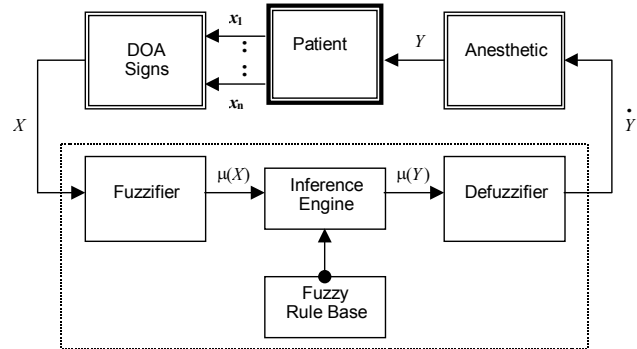 DOA
Signs
x1
xn
Patient
Y
Anesthetic
X
Ẏ
Fuzzifier
μ(X)
Inference
Engine
μ(Y)
Defuzzifier
Fuzzy
Rule Base